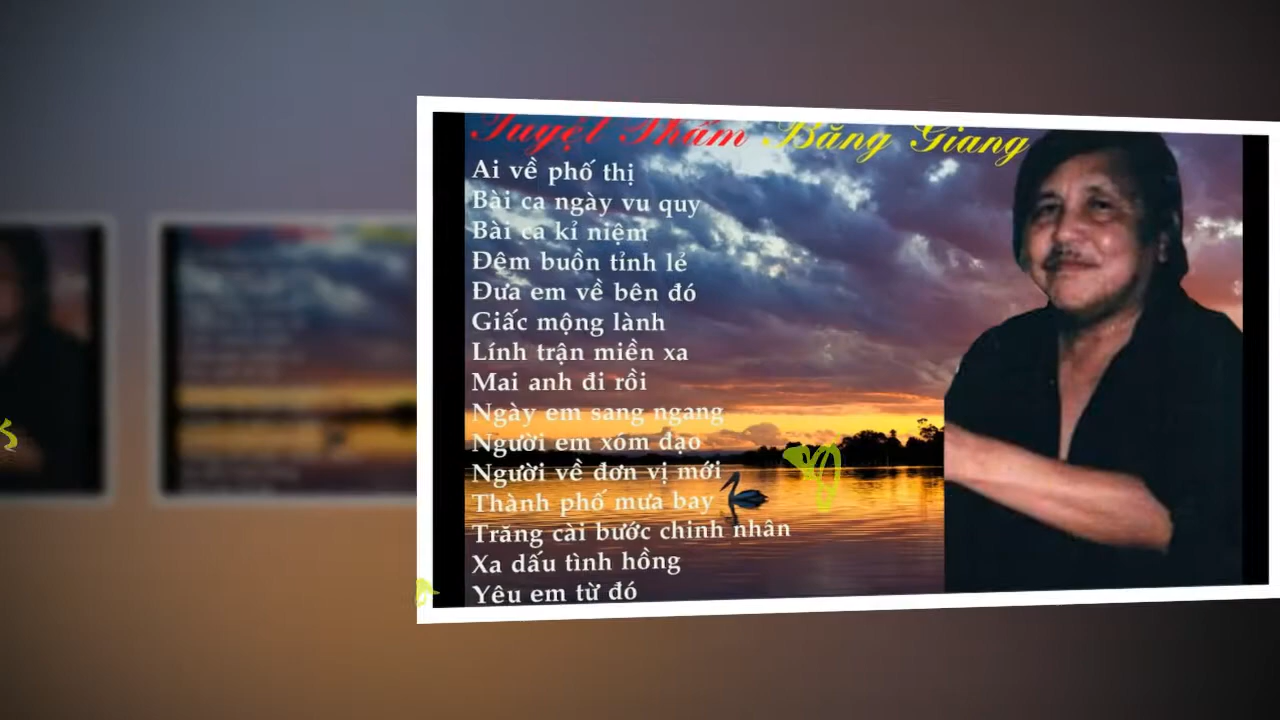 Tuyệt Phẩm Băng Giang
Ai về phố thị
Bài ca ngày vu quy
Bài ca kỉ niệm
Đêm buồn tỉnh lẻ
Đưa em về bên đó
Giấc mộng lành
Lính trận miền xa
Mai anh đi rồi
Ngày em sang ngang
Người em xóm đạo
Người về đơn vị mới
Thành phố mưa bay
Trăng cài bước chinh nhân
Xa dấu tình hồng
Yêu em từ đó